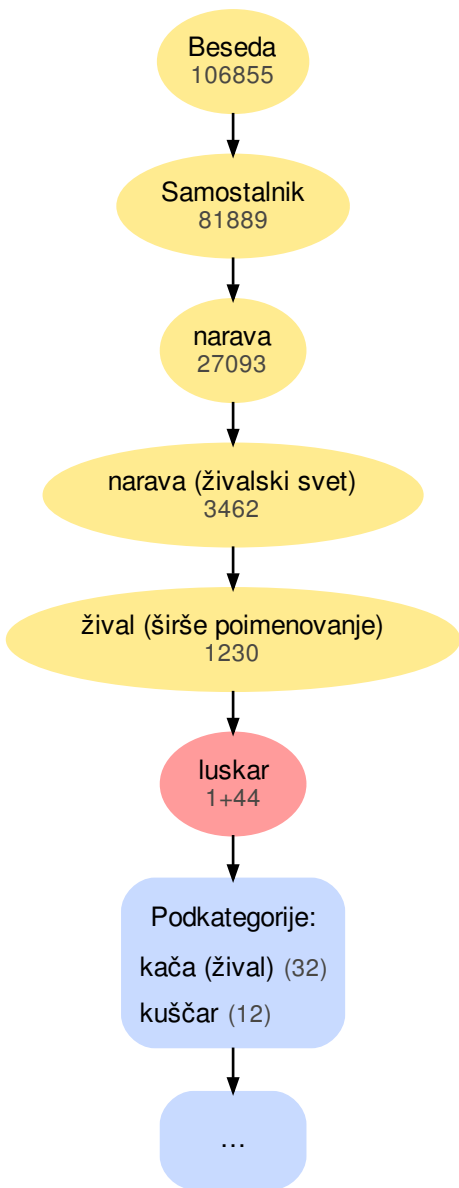 Beseda
106855
Samostalnik
81889
narava
27093
narava (živalski svet)
3462
žival (širše poimenovanje)
1230
luskar
1+44
Podkategorije:
kača (žival) (32)
kuščar (12)
…